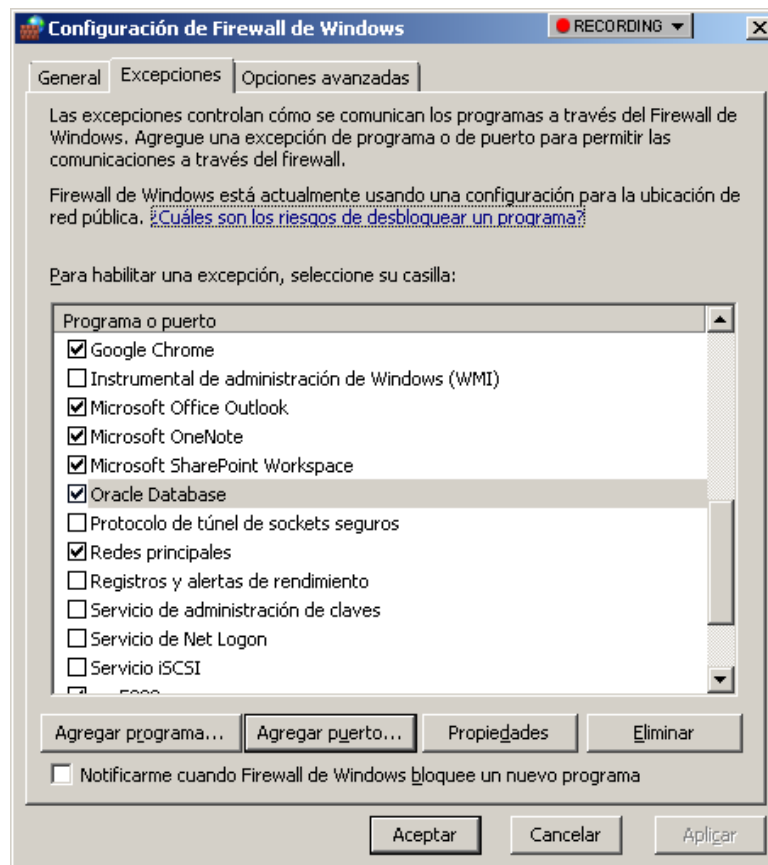 Configuración de Firewall de Windows
RECORDING
General
Excepciones
Opciones avanzadas
Las excepciones controlan cómo se comunican los programas a través del Firewall de
Windows. Agregue una excepción de programa o de puerto para permitir las
comunicaciones a través del firewall.
Firewall de Windows está actualmente usando una configuración para la ubicación de
red pública. ¿Cuáles son los riesgos de desbloquear un programa?
Para habilitar una excepción, seleccione su casilla:
Programa o puerto
Google Chrome
Instrumental de administración de Windows (WMI)
Microsoft Office Outlook
Microsoft OneNote
Microsoft SharePoint Workspace
Oracle Database
Protocolo de túnel de sockets seguros
Redes principales
Registros y alertas de rendimiento
Servicio de administración de claves
Servicio de Net Logon
Servicio iSCSI
Agregar programa...
Agregar puerto...
Propiedades
Eliminar
Notificarme cuando Firewall de Windows bloquee un nuevo programa
Aceptar
Cancelar
Aplicar